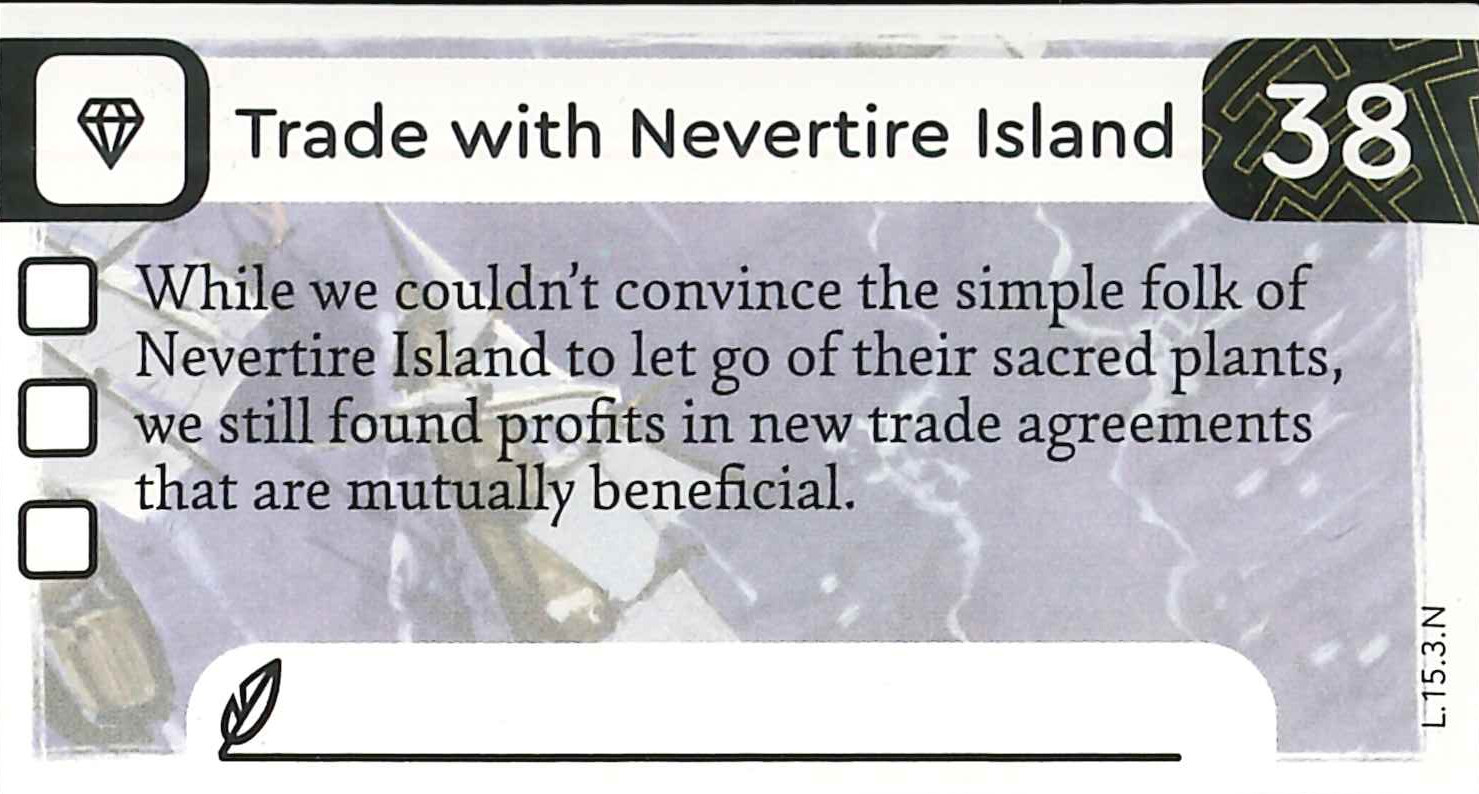 Trade with Nevertire Island
38
While we couldn't convince the simple folk of
Nevertire Island to let go of their sacred plants,
we still found profits in new trade agreements
that are mutually beneficial.
L.15.3.N